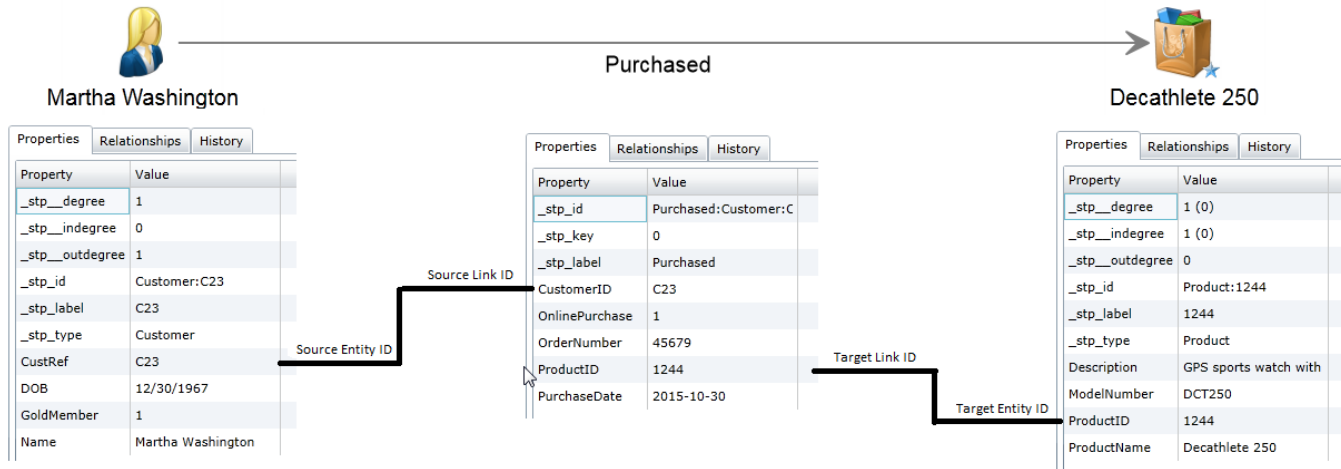 Purchased
Martha Washington
Decathlete 250
Properties Relationships History
Property Value
_stp__degree 1
_stp__indegree 0
_stp__outdegree 1
_stp_id Customer:C23
_stp_label C23
_stp_type Customer
CustRef C23
DOB 12/30/1967
GoldMember 1
Name Martha Washington
Source Entity ID
Source Link ID
Properties Relationships History
Property Value
_stp_id Purchased:Customer:C
_stp_key 0
_stp_label Purchased
CustomerID C23
OnlinePurchase 1
OrderNumber 45679
ProductID 1244
PurchaseDate 2015-10-30
Target Link ID
Target Entity ID
Properties Relationships History
Property Value
_stp__degree 1 (0)
_stp__indegree 1 (0)
_stp__outdegree 0
_stp_id Product:1244
_stp_label 1244
_stp_type Product
Description GPS sports watch with
ModelNumber DCT250
ProductID 1244
ProductName Decathlete 250